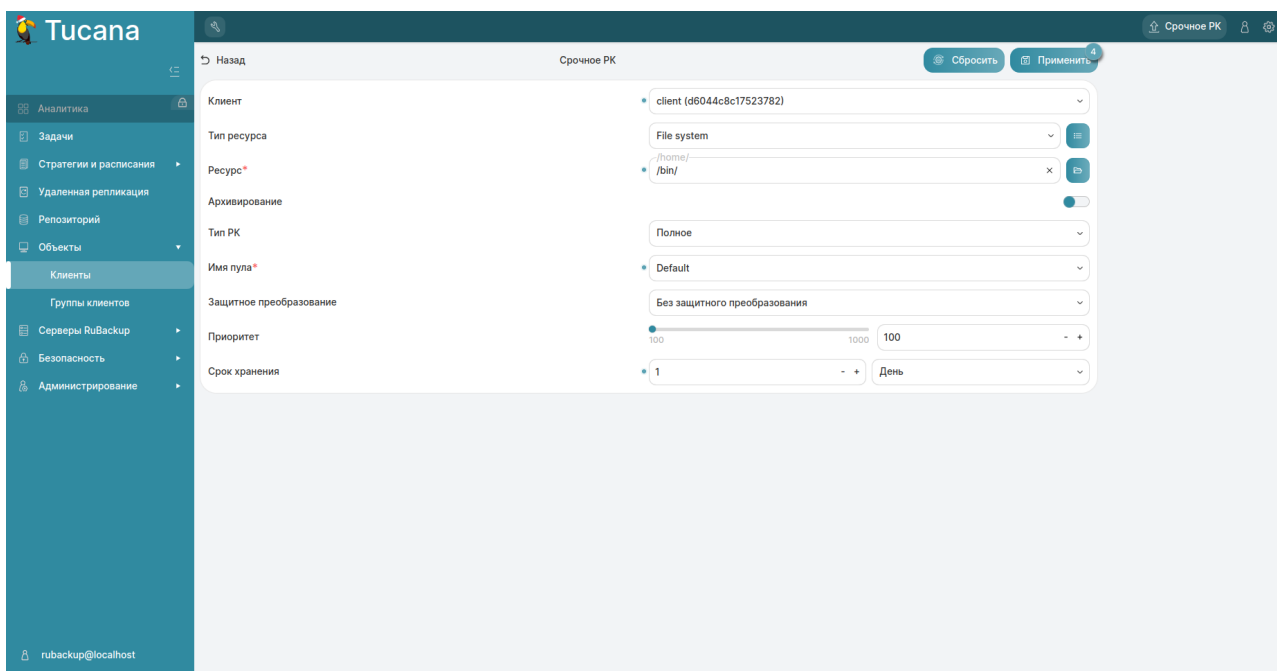 Tucana
Срочное РК
Аналитика
Задачи
Стратегии и расписания
Удаленная репликация
Репозиторий
Объекты
Клиенты
Группы клиентов
Серверы RuBackup
Безопасность
Администрирование
rubackup@localhost
Назад
Срочное РК
Сбросить
Применить
4
Клиент
client (d6044c8c17523782)
Тип ресурса
File system
Ресурс*
/home/
/bin/
Архивирование
Тип РК
Полное
Имя пула*
Default
Защитное преобразование
Без защитного преобразования
Приоритет
100 1000
100 - +
Срок хранения
1 - +
День